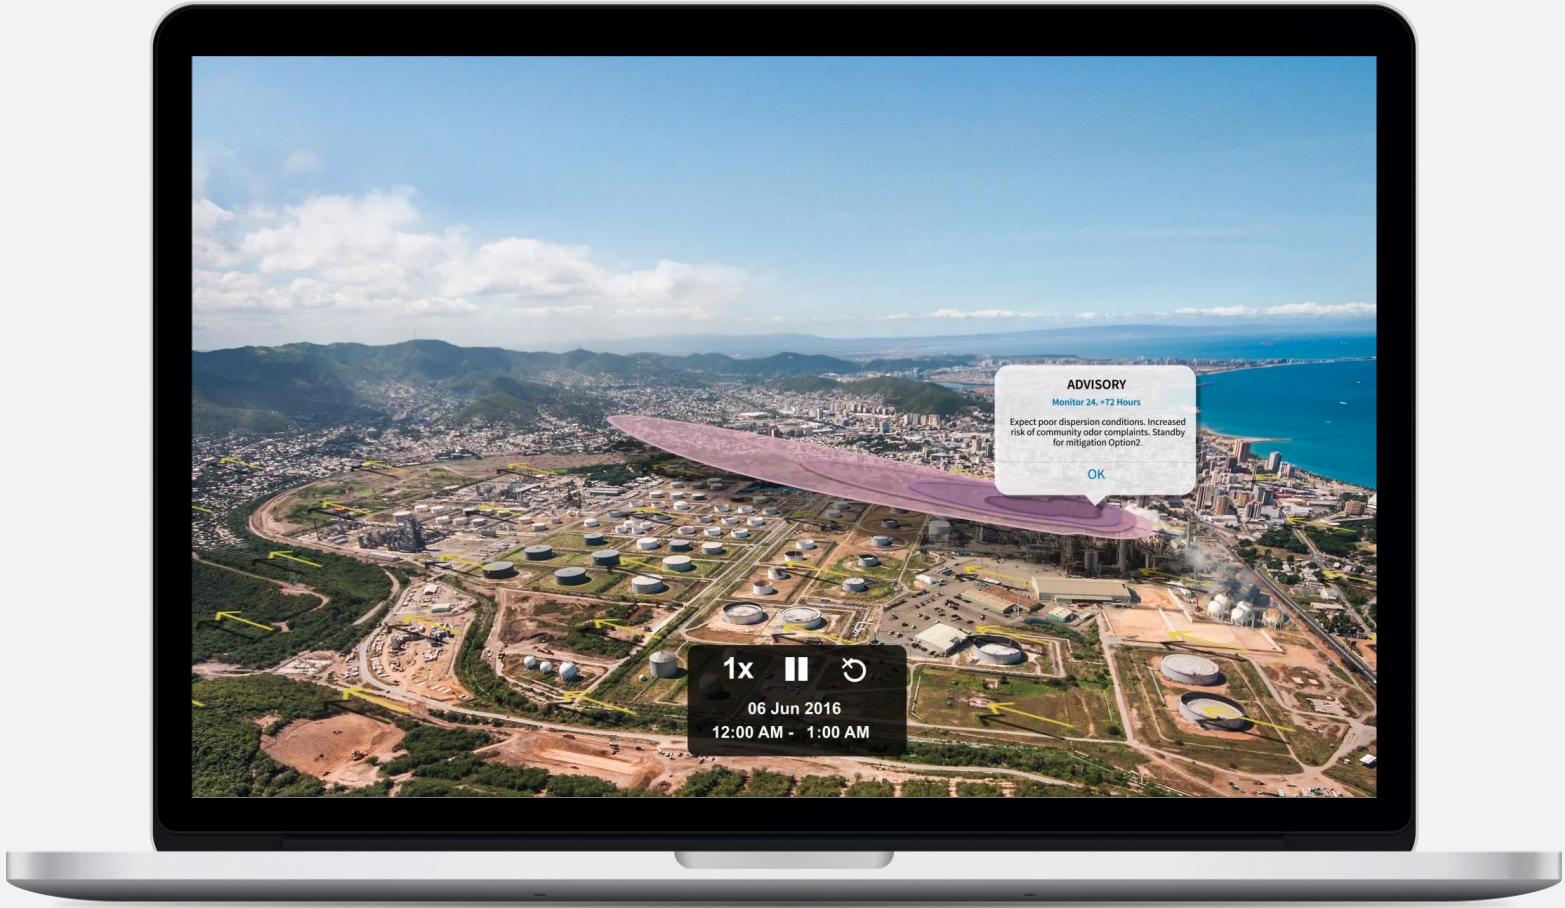 ADVISORY
Monitor 24. +72 Hours
Expect poor dispersion conditions. Increased
risk of community odor complaints. Standby
for mitigation Option2.
OK
1x
06 Jun 2016
12:00 AM - 1:00 AM